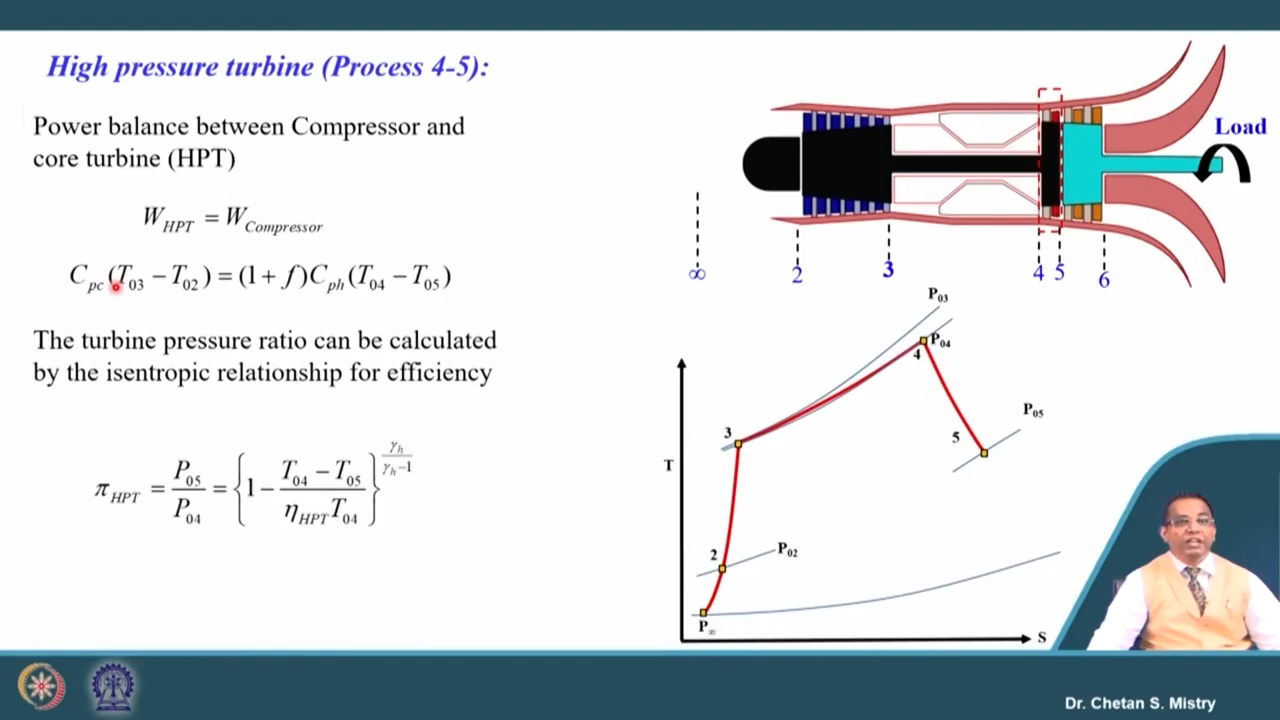 High pressure turbine (Process 4-5):
Power balance between Compressor and
core turbine (HPT)
W_HPT = W_Compressor
C_pc (T_03 − T_02) = (1 + f)C_ph (T_04 − T_05)
The turbine pressure ratio can be calculated
by the isentropic relationship for efficiency
π_HPT = P_05 / P_04 = {1 − (T_04 − T_05) / (η_HPT T_04)}^(γ_h / (γ_h −1))
Load
∞ 2 3 4 5 6
P_03
P_04
4
P_05
3
5
T
2
P_02
P_∞
S
Dr. Chetan S. Mistry